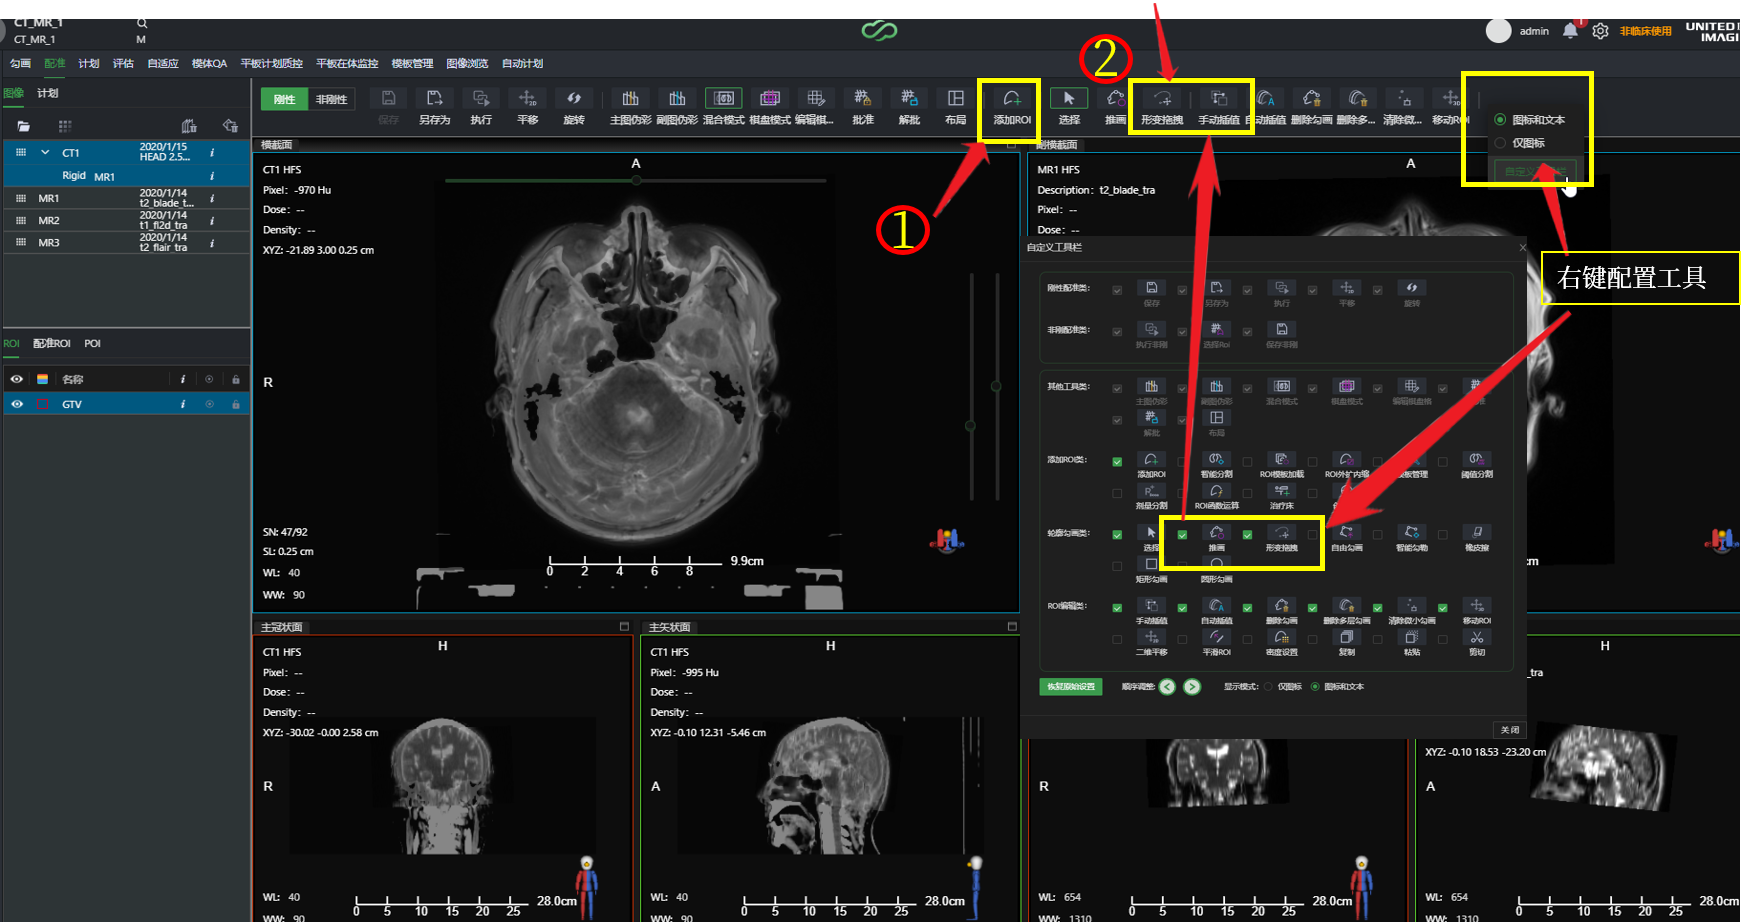 CT_MR_1
CT_MR_1 M
admin 1 非临床使用 UNITED
IMAGI
勾画 配准 计划 评估 自适应 模体QA 平板计划质控 平板在体监控 模板管理 图像浏览 自动计划
图像 计划
刚性 非刚性
保存 另存为 执行 平移 旋转 主图伪彩 副图伪彩 混合模式 棋盘模式 编辑棋... 批准 解批 布局 添加ROI 选择 推画 形变拖拽 手动插值 自动插值 删除勾画 删除多... 清除微... 移动ROI
②
①
图标和文本
仅图标
自定义工具栏
右键配置工具
CT1 2020/1/15
HEAD 2.5... i
Rigid MR1 i
MR1 2020/1/14
t2_blade_t... i
MR2 2020/1/14
t1_fl2d_tra i
MR3 2020/1/14
t2_flair_tra i
ROI 配准ROI POI
名称 i
GTV i
横截面
CT1 HFS
Pixel: -970 Hu
Dose: --
Density: --
XYZ: -21.89 3.00 0.25 cm
A
R
SN: 47/92
SL: 0.25 cm
WL: 40
WW: 90
0 2 4 6 8 9.9cm
副横截面
MR1 HFS
Description: t2_blade_tra
Pixel: --
Dose: --
A
cm
自定义工具栏
刚性配准类:
保存 另存为 执行 平移 旋转
非刚配准类:
执行非刚 选择Roi 保存非刚
其他工具类:
主图伪彩 副图伪彩 混合模式 棋盘模式 编辑棋盘格
解批 布局
添加ROI类:
添加ROI 智能分割 ROI模板加载 ROI外扩内缩 模板管理 阈值分割
剂量分割 ROI函数运算 治疗床
轮廓勾画类:
选择 推画 形变拖拽 自由勾画 智能勾勒 橡皮擦
矩形勾画 圆形勾画
ROI编辑类:
手动插值 自动插值 删除勾画 删除多层勾画 清除微小勾画 移动ROI
二维平移 平滑ROI 密度设置 复制 粘贴 剪切
恢复原始设置 顺序调整: 显示模式: 仅图标 图标和文本
关闭
主冠状面
CT1 HFS
Pixel: --
Dose: --
Density: --
XYZ: -30.02 -0.00 2.58 cm
H
R
WL: 40
WW: 90
0 5 10 15 20 25 28.0cm
主矢状面
CT1 HFS
Pixel: -995 Hu
Dose: --
Density: --
XYZ: -0.10 12.31 -5.46 cm
H
A
WL: 40
WW: 90
0 5 10 15 20 25 28.0cm
R
WL: 654
WW: 1310
0 5 10 15 20 25 28.0cm
H
_tra
XYZ: -0.10 18.53 -23.20 cm
A
WL: 654
WW: 1310
0 5 10 15 20 25 28.0cm